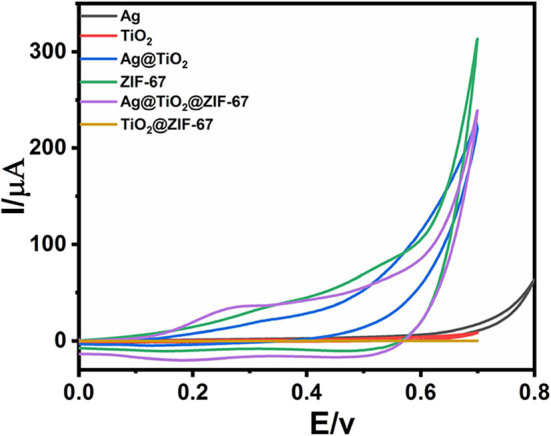 Ag
TiO₂
Ag@TiO₂
ZIF-67
Ag@TiO₂@ZIF-67
TiO₂@ZIF-67
I/μA
300
200
100
0
0.0 0.2 0.4 0.6 0.8
E/v